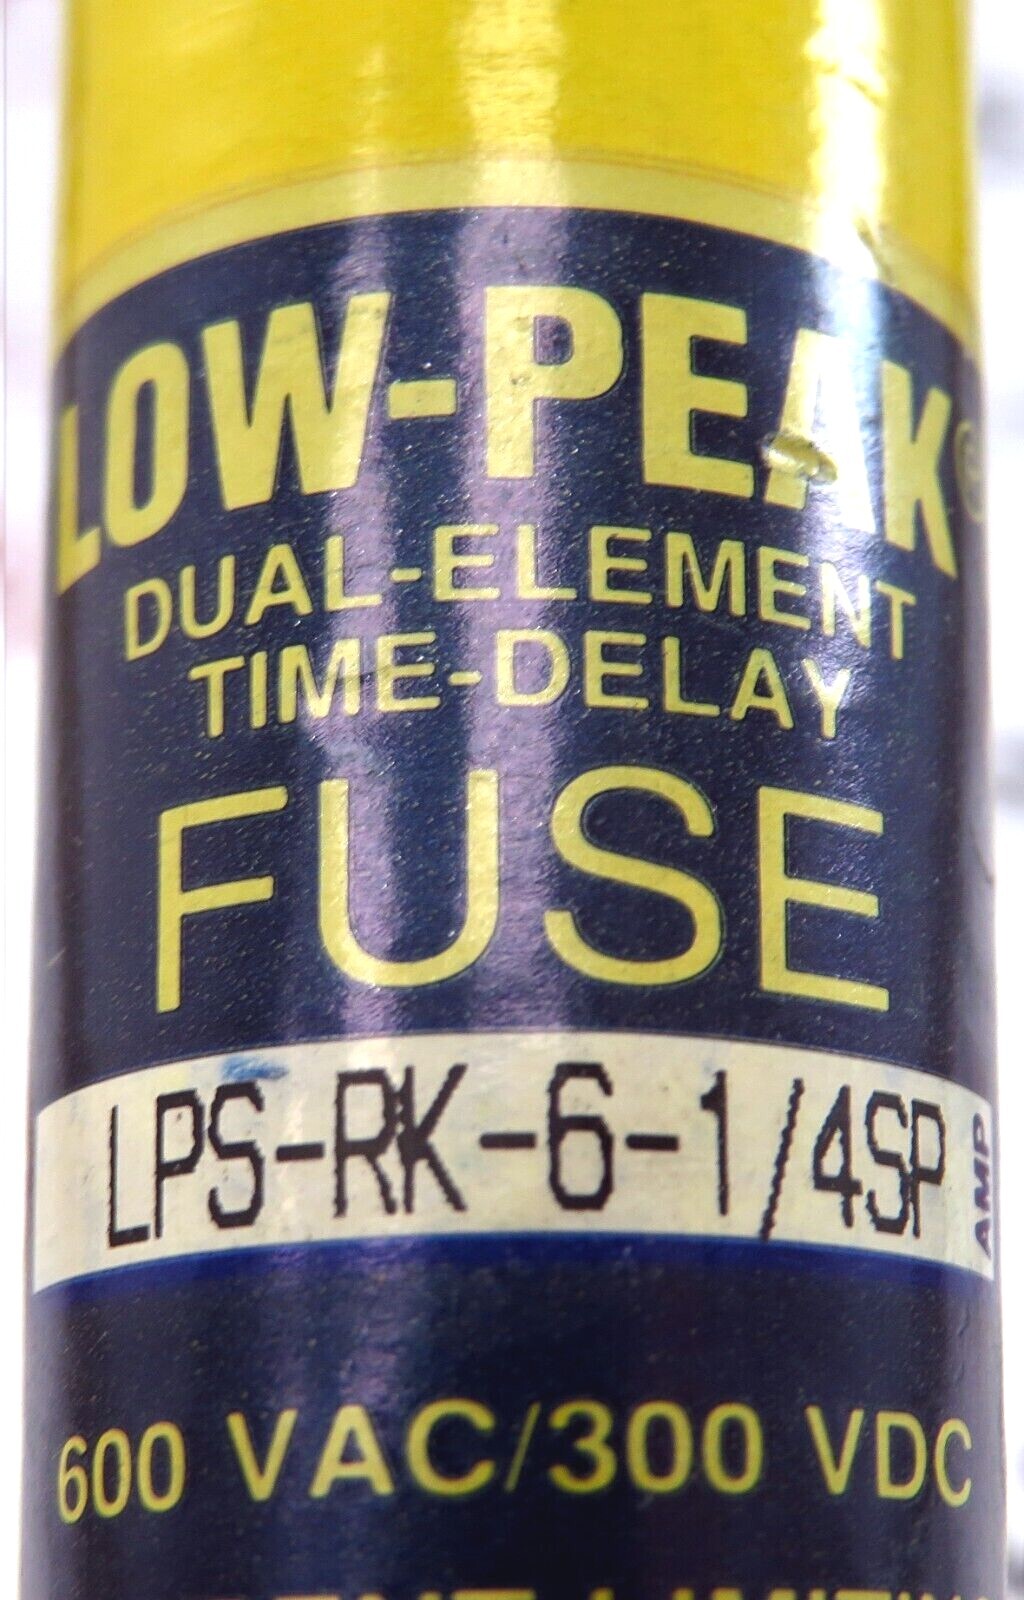 LOW-PEAK®
DUAL-ELEMENT
TIME-DELAY
FUSE
LPS-RK-6-1/4SP AMP
600 VAC/300 VDC